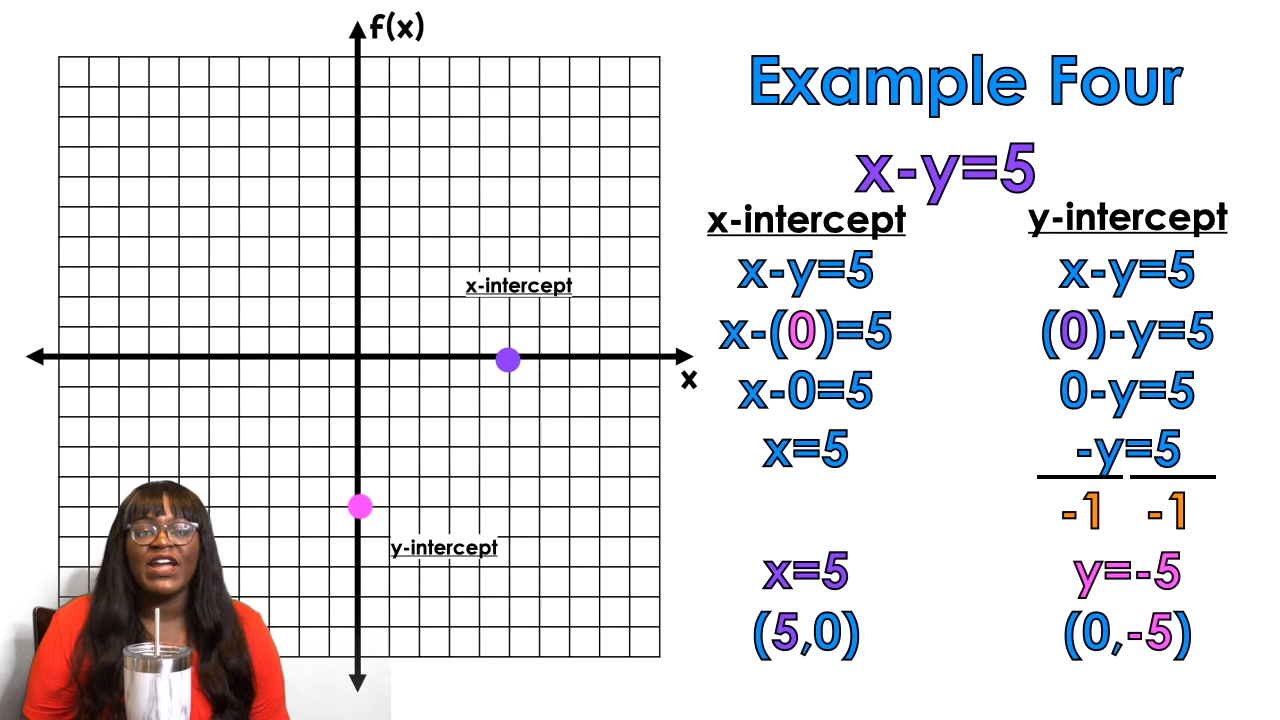 f(x)
x-intercept
x
y-intercept
Example Four
x-y=5
x-intercept
x-y=5
x-(0)=5
x-0=5
x=5
x=5
(5,0)
y-intercept
x-y=5
(0)-y=5
0-y=5
-y=5
-1 -1
y=-5
(0,-5)